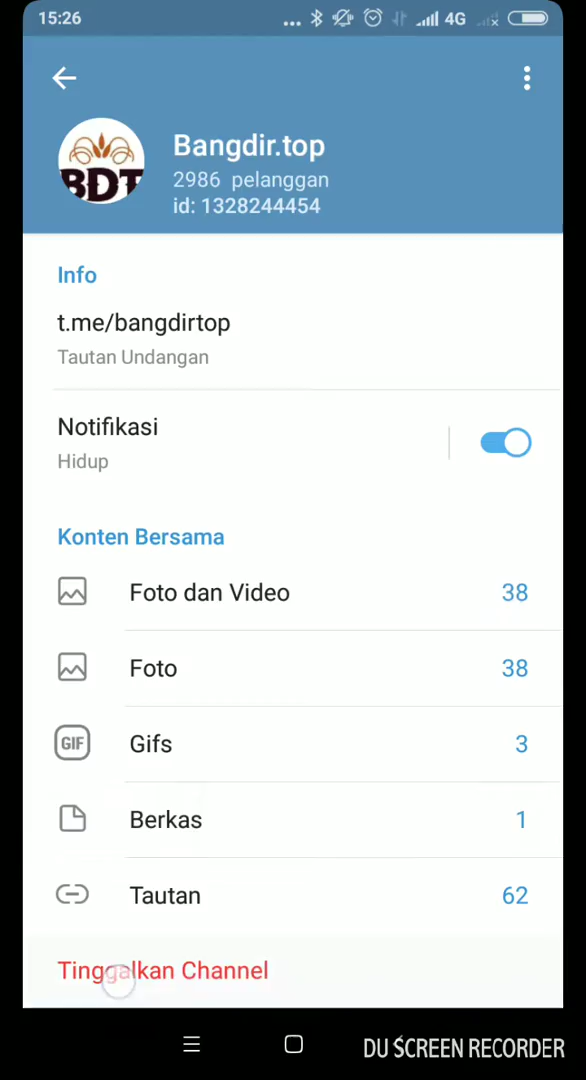 15:26
4G
BDT
Bangdir.top
2986 pelanggan
id: 1328244454
Info
t.me/bangdirtop
Tautan Undangan
Notifikasi
Hidup
Konten Bersama
Foto dan Video 38
Foto 38
GIF Gifs 3
Berkas 1
Tautan 62
Tinggalkan Channel
DU SCREEN RECORDER